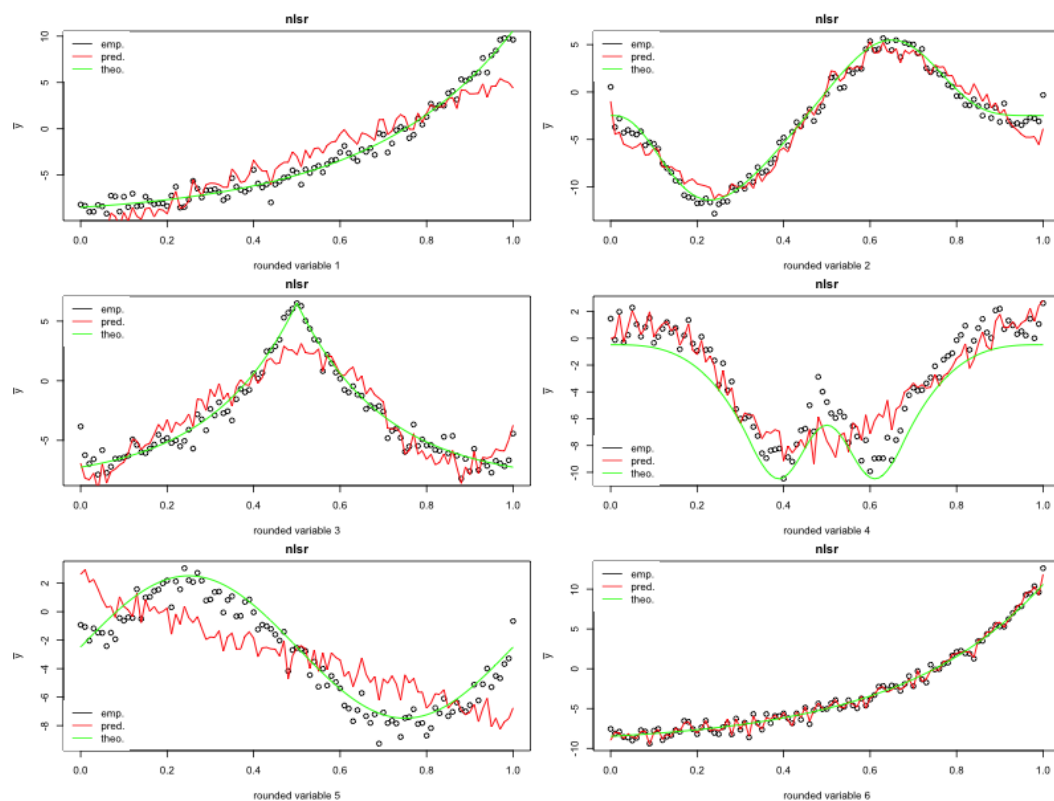 nlsr
emp.
pred.
theo.
y
10
5
0
-5
0.0 0.2 0.4 0.6 0.8 1.0
rounded variable 1
nlsr
emp.
pred.
theo.
y
5
0
-5
-10
0.0 0.2 0.4 0.6 0.8 1.0
rounded variable 2
nlsr
emp.
pred.
theo.
y
5
0
-5
0.0 0.2 0.4 0.6 0.8 1.0
rounded variable 3
nlsr
emp.
pred.
theo.
y
2
0
-2
-4
-6
-8
-10
0.0 0.2 0.4 0.6 0.8 1.0
rounded variable 4
nlsr
emp.
pred.
theo.
y
2
0
-2
-4
-6
-8
0.0 0.2 0.4 0.6 0.8 1.0
rounded variable 5
nlsr
emp.
pred.
theo.
y
10
5
0
-5
-10
0.0 0.2 0.4 0.6 0.8 1.0
rounded variable 6